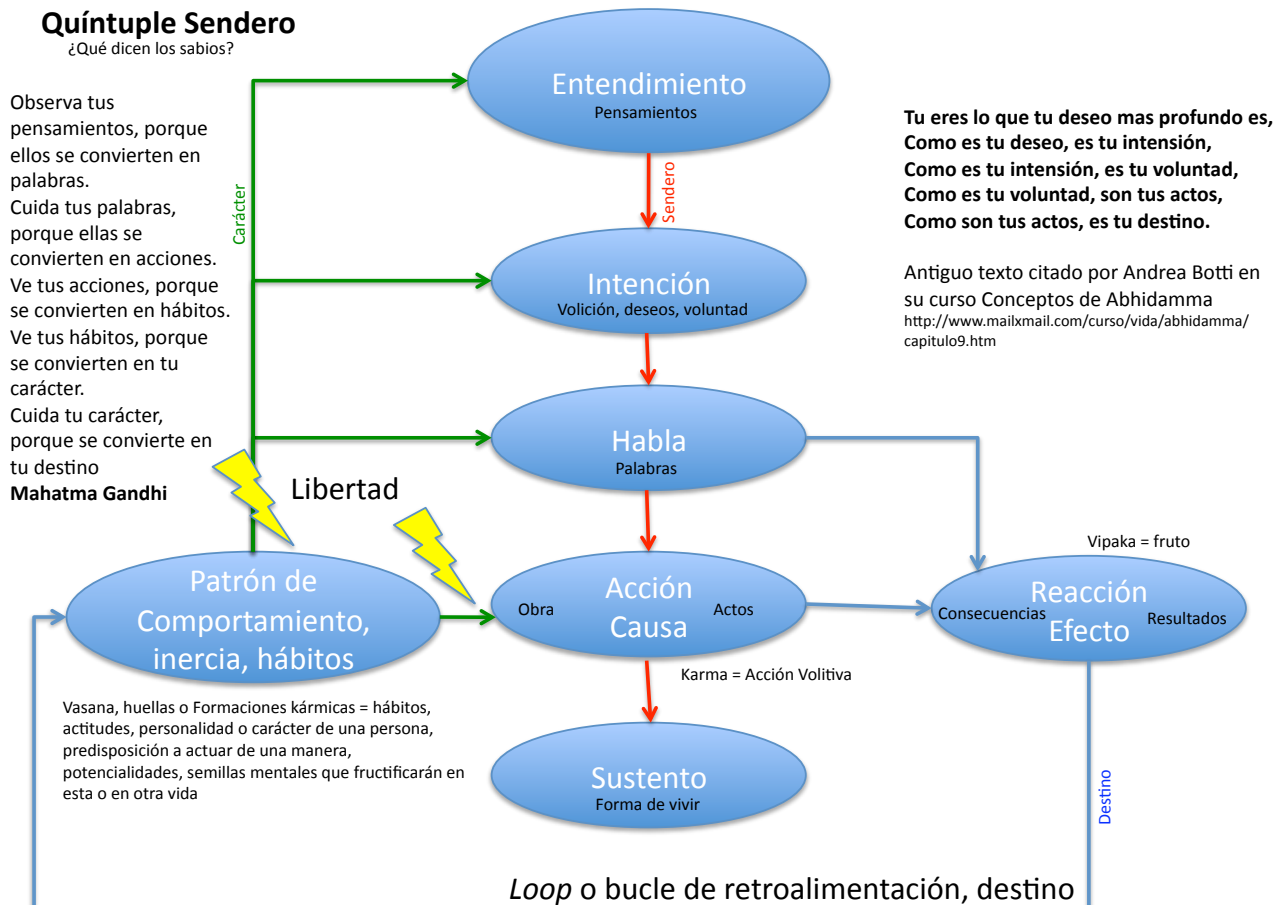 Quíntuple Sendero
¿Qué dicen los sabios?
Observa tus
pensamientos, porque
ellos se convierten en
palabras.
Cuida tus palabras,
porque ellas se
convierten en acciones.
Ve tus acciones, porque
se convierten en hábitos.
Ve tus hábitos, porque
se convierten en tu
carácter.
Cuida tu carácter,
porque se convierte en
tu destino
Mahatma Gandhi
Carácter
Entendimiento
Pensamientos
Sendero
Intención
Volición, deseos, voluntad
Habla
Palabras
Libertad
Patrón de
Comportamiento,
inercia, hábitos
Vasana, huellas o Formaciones kármicas = hábitos,
actitudes, personalidad o carácter de una persona,
predisposición a actuar de una manera,
potencialidades, semillas mentales que fructificarán en
esta o en otra vida
Acción
Causa
Obra
Actos
Karma = Acción Volitiva
Sustento
Forma de vivir
Tu eres lo que tu deseo mas profundo es,
Como es tu deseo, es tu intensión,
Como es tu intensión, es tu voluntad,
Como es tu voluntad, son tus actos,
Como son tus actos, es tu destino.
Antiguo texto citado por Andrea Botti en
su curso Conceptos de Abhidamma
http://www.mailxmail.com/curso/vida/abhidamma/
capitulo9.htm
Vipaka = fruto
Reacción
Efecto
Consecuencias
Resultados
Destino
Loop o bucle de retroalimentación, destino